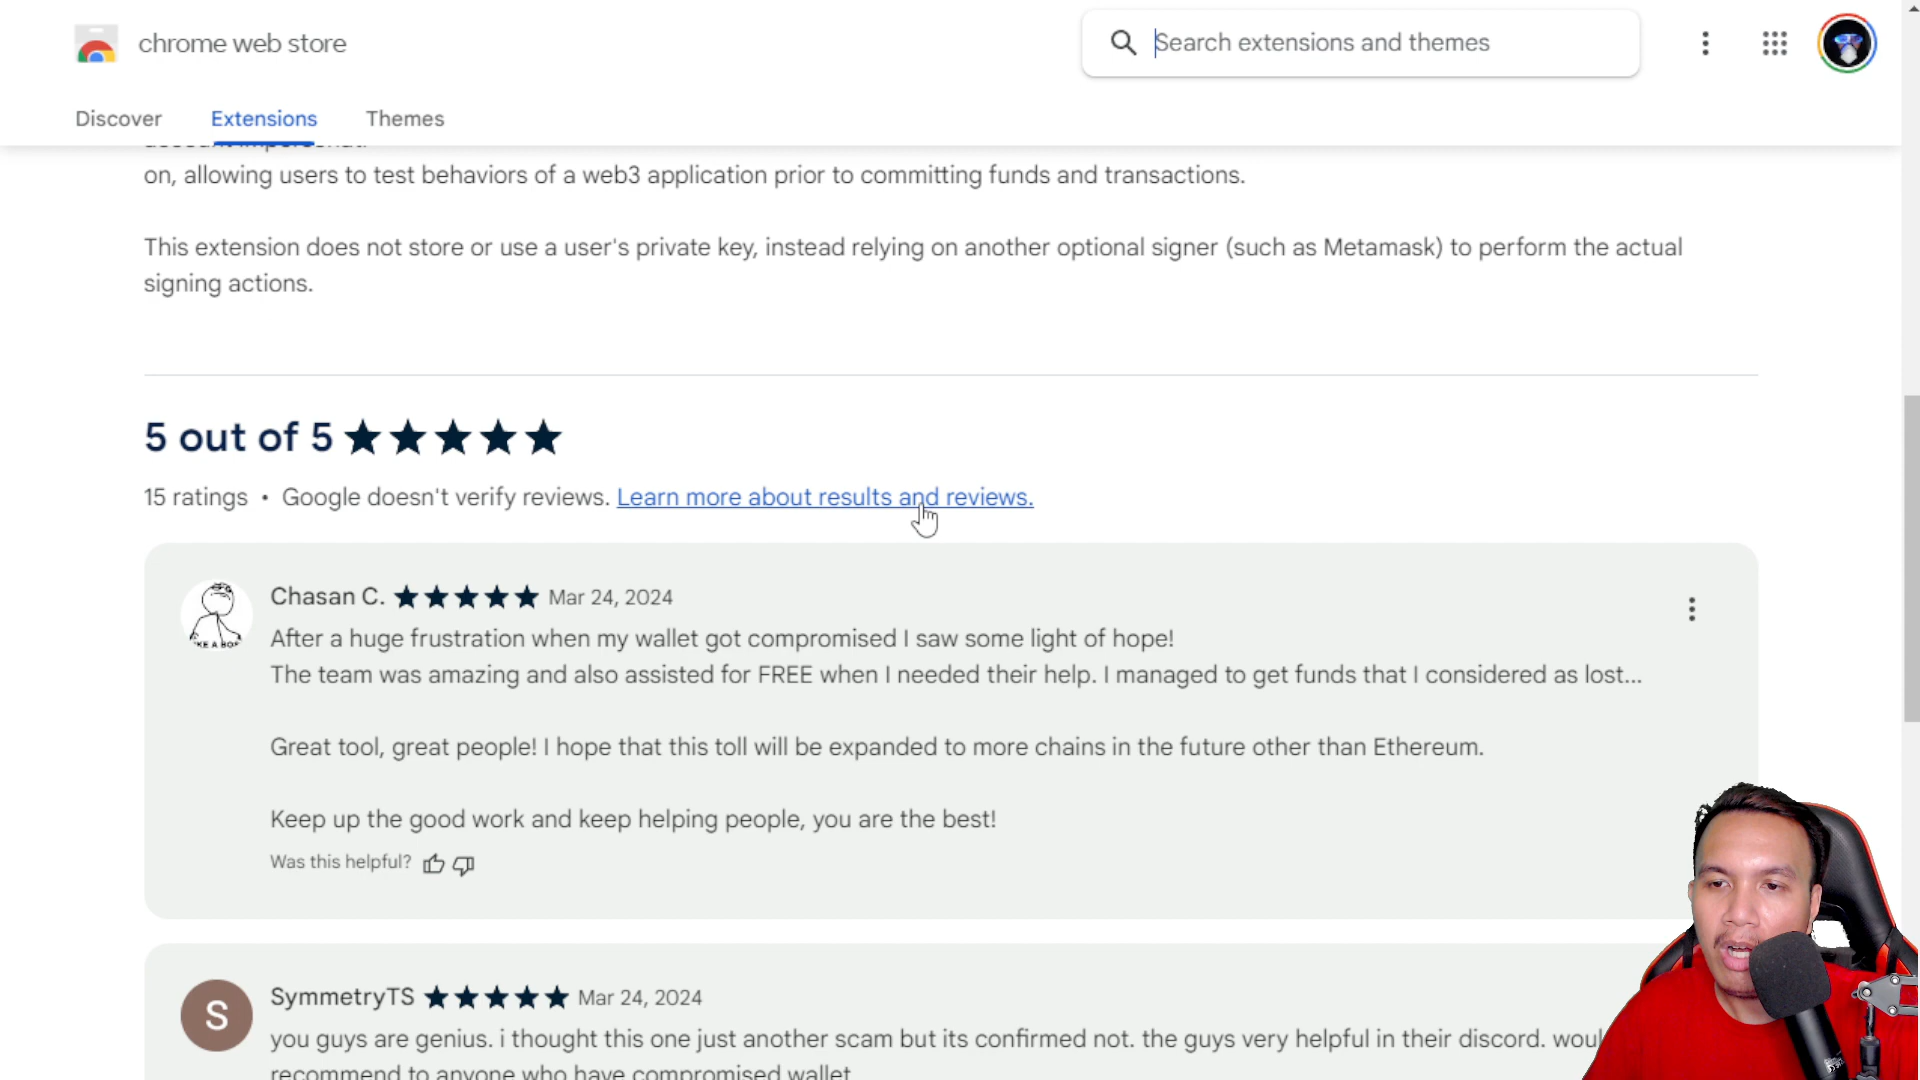 chrome web store
Search extensions and themes
Discover
Extensions
Themes
on, allowing users to test behaviors of a web3 application prior to committing funds and transactions.
This extension does not store or use a user's private key, instead relying on another optional signer (such as Metamask) to perform the actual
signing actions.
5 out of 5
15 ratings • Google doesn't verify reviews. Learn more about results and reviews.
Chasan C. Mar 24, 2024
After a huge frustration when my wallet got compromised I saw some light of hope!
The team was amazing and also assisted for FREE when I needed their help. I managed to get funds that I considered as lost...
Great tool, great people! I hope that this toll will be expanded to more chains in the future other than Ethereum.
Keep up the good work and keep helping people, you are the best!
Was this helpful?
S
SymmetryTS Mar 24, 2024
you guys are genius. i thought this one just another scam but its confirmed not. the guys very helpful in their discord.
recommend to anyone who have compromised wallet